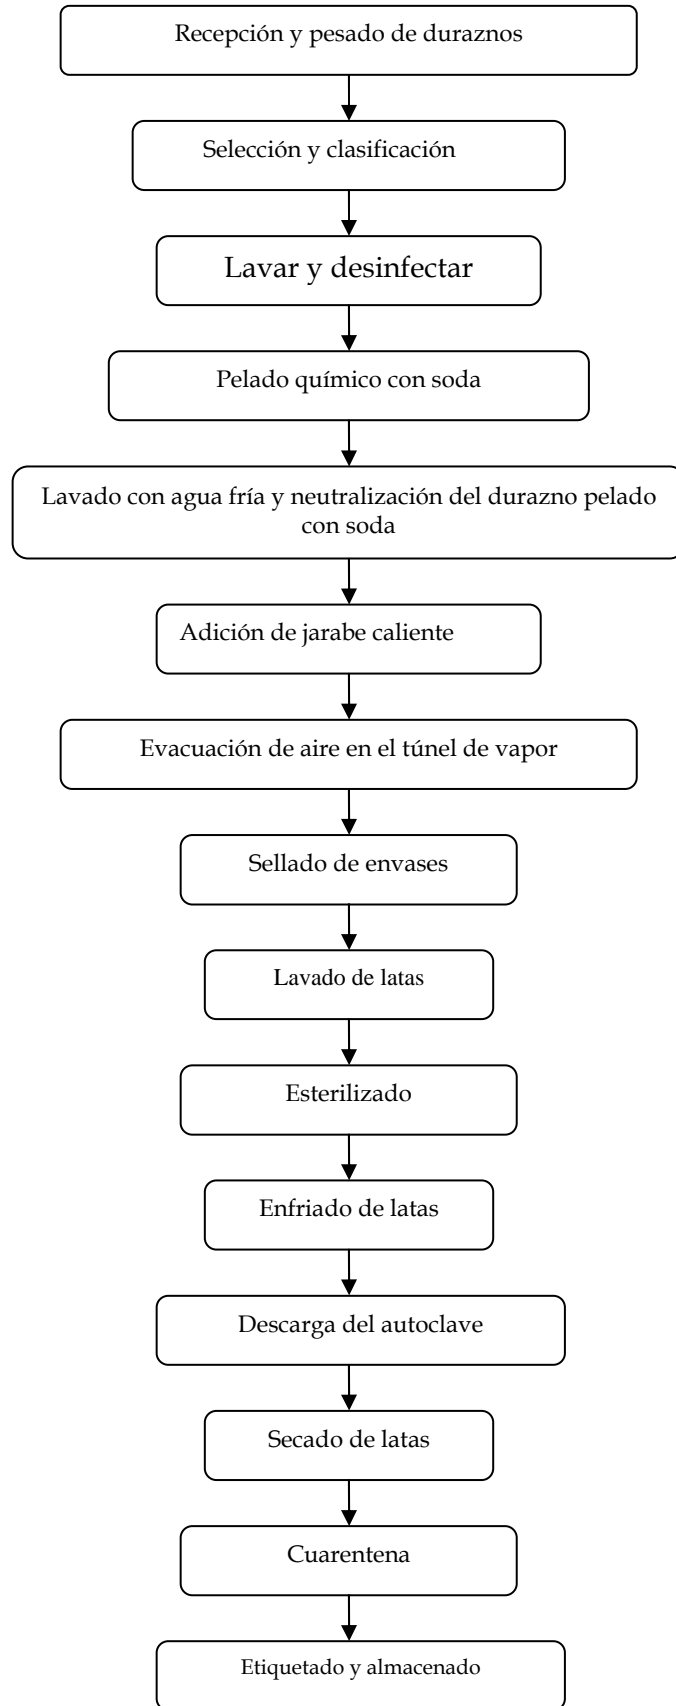 Recepción y pesado de duraznos
Selección y clasificación
Lavar y desinfectar
Pelado químico con soda
Lavado con agua fría y neutralización del durazno pelado
con soda
Adición de jarabe caliente
Evacuación de aire en el túnel de vapor
Sellado de envases
Lavado de latas
Esterilizado
Enfriado de latas
Descarga del autoclave
Secado de latas
Cuarentena
Etiquetado y almacenado